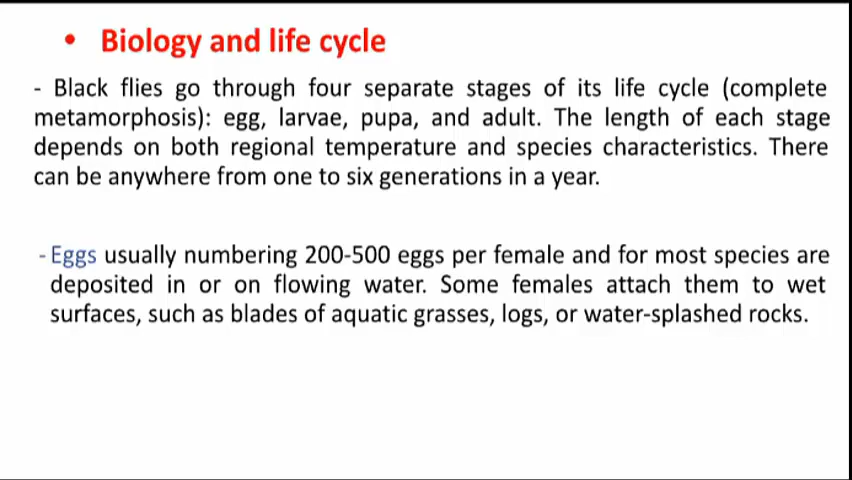 • Biology and life cycle
- Black flies go through four separate stages of its life cycle (complete
metamorphosis): egg, larvae, pupa, and adult. The length of each stage
depends on both regional temperature and species characteristics. There
can be anywhere from one to six generations in a year.
- Eggs usually numbering 200-500 eggs per female and for most species are
deposited in or on flowing water. Some females attach them to wet
surfaces, such as blades of aquatic grasses, logs, or water-splashed rocks.